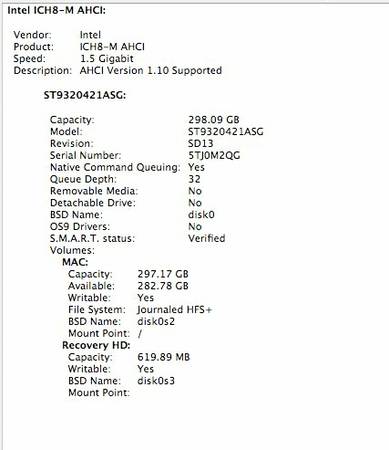 Intel ICH8-M AHCI:
Vendor: Intel
Product: ICH8-M AHCI
Speed: 1.5 Gigabit
Description: AHCI Version 1.10 Supported
ST9320421ASG:
Capacity: 298.09 GB
Model: ST9320421ASG
Revision: SD13
Serial Number: 5TJ0M2QG
Native Command Queuing: Yes
Queue Depth: 32
Removable Media: No
Detachable Drive: No
BSD Name: disk0
OS9 Drivers: No
S.M.A.R.T. status: Verified
Volumes:
MAC:
Capacity: 297.17 GB
Available: 282.78 GB
Writable: Yes
File System: Journaled HFS+
BSD Name: disk0s2
Mount Point: /
Recovery HD:
Capacity: 619.89 MB
Writable: Yes
BSD Name: disk0s3
Mount Point: